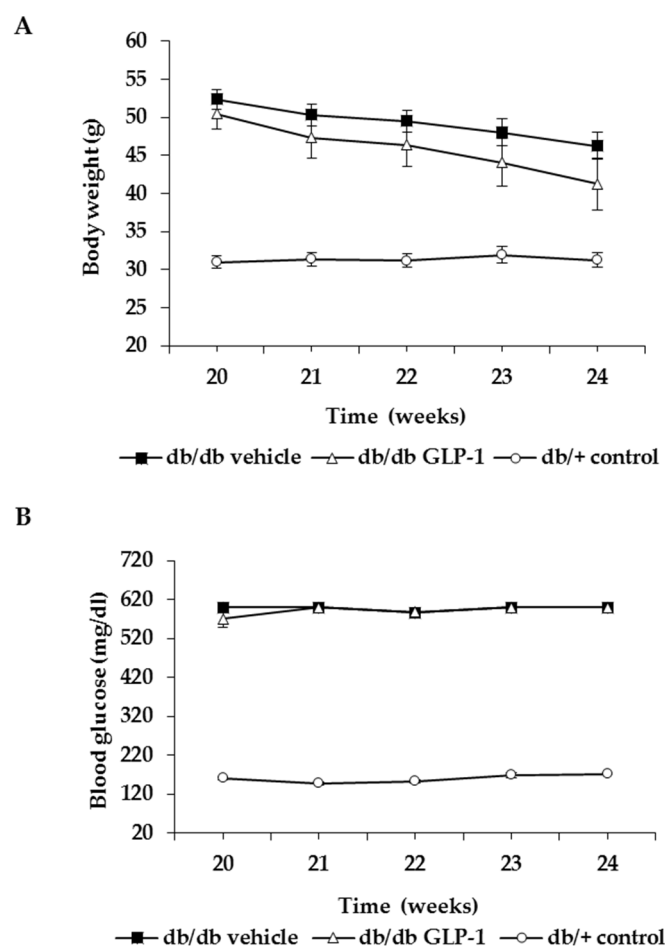 A
60
55
50
45
40
35
30
25
20
Body weight (g)
20 21 22 23 24
Time (weeks)
db/db vehicle db/db GLP-1 db/+ control
B
720
620
520
420
320
220
120
20
Blood glucose (mg/dl)
20 21 22 23 24
Time (weeks)
db/db vehicle db/db GLP-1 db/+ control